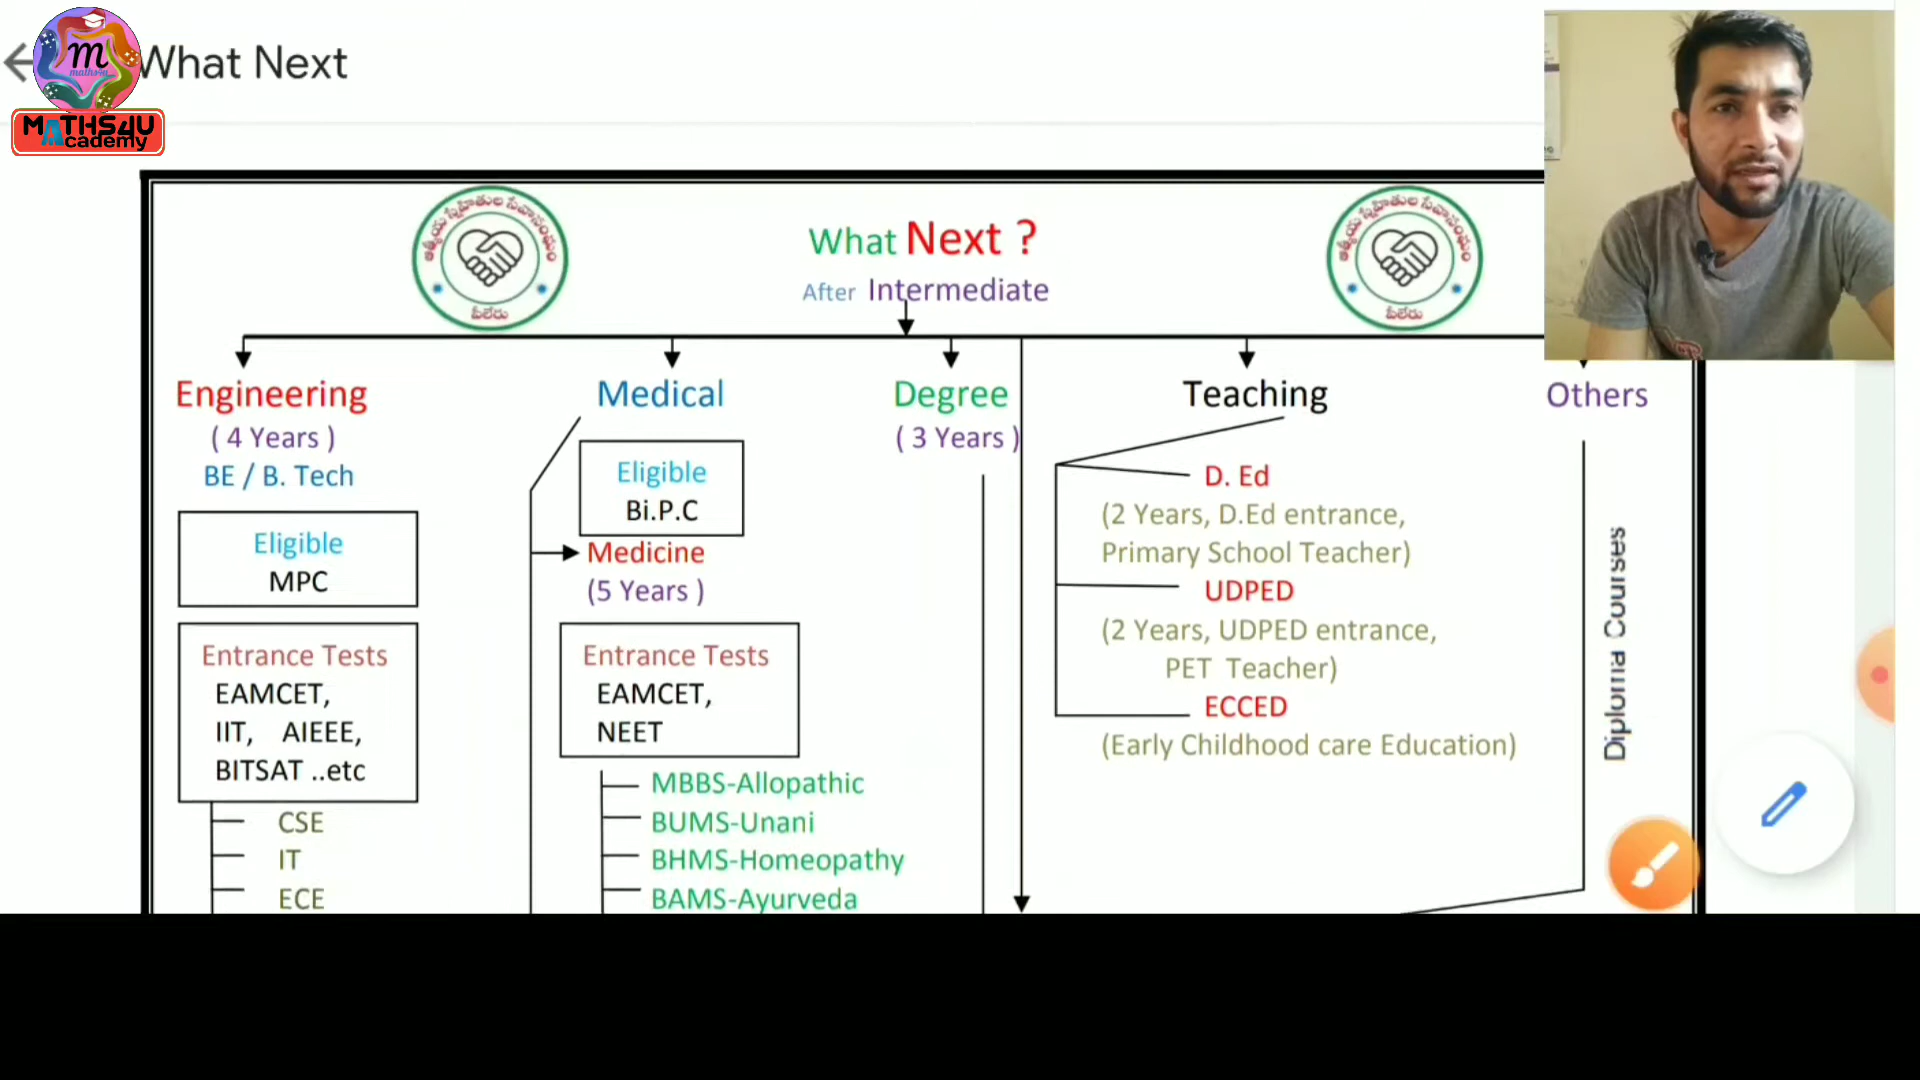 What Next
m
maths4u
MATHS4U
Academy
ఆత్మీయ స్నేహితుల సేవాసంఘం
పీలేరు
What Next ?
After Intermediate
ఆత్మీయ స్నేహితుల సేవాసంఘం
పీలేరు
Engineering
( 4 Years )
BE / B. Tech
Eligible
MPC
Entrance Tests
EAMCET,
IIT, AIEEE,
BITSAT ..etc
CSE
IT
ECE
Medical
Eligible
Bi.P.C
Medicine
(5 Years )
Entrance Tests
EAMCET,
NEET
MBBS-Allopathic
BUMS-Unani
BHMS-Homeopathy
BAMS-Ayurveda
Degree
( 3 Years )
Teaching
D. Ed
(2 Years, D.Ed entrance,
Primary School Teacher)
UDPED
(2 Years, UDPED entrance,
PET Teacher)
ECCED
(Early Childhood care Education)
Others
Diploma Courses